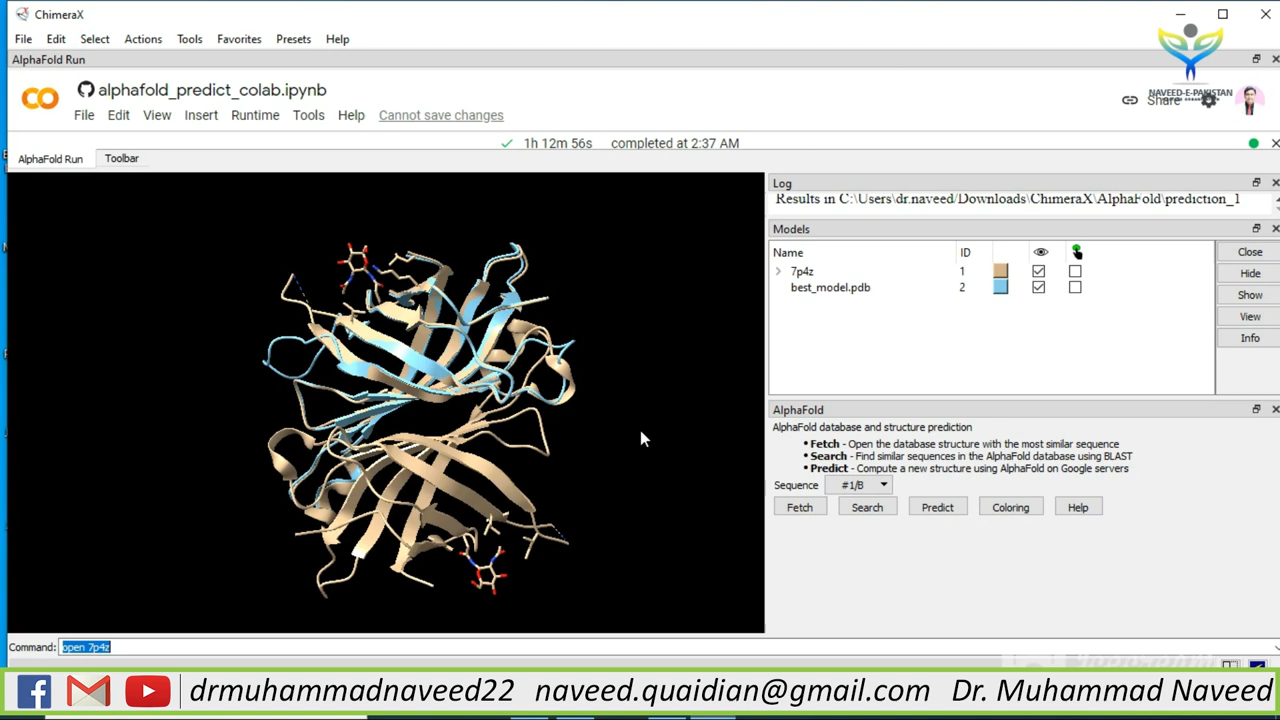 ChimeraX
File Edit Select Actions Tools Favorites Presets Help
AlphaFold Run
alphafold_predict_colab.ipynb
NAVEED-E-PAKISTAN
Share
File Edit View Insert Runtime Tools Help Cannot save changes
1h 12m 56s completed at 2:37 AM
AlphaFold Run Toolbar
Log
Results in C:\Users\dr.naveed/Downloads\ChimeraX\AlphaFold\prediction_1
Models
Name ID
7p4z 1
best_model.pdb 2
Close
Hide
Show
View
Info
AlphaFold
AlphaFold database and structure prediction
• Fetch - Open the database structure with the most similar sequence
• Search - Find similar sequences in the AlphaFold database using BLAST
• Predict - Compute a new structure using AlphaFold on Google servers
Sequence #1/B
Fetch Search Predict Coloring Help
Command: open 7p4z
drmuhammadnaveed22 naveed.quaidian@gmail.com Dr. Muhammad Naveed